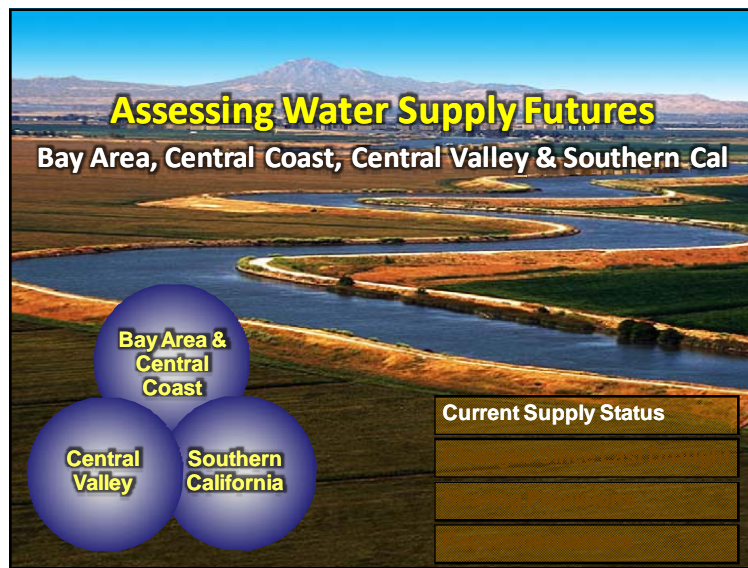 Assessing Water Supply Futures
Bay Area, Central Coast, Central Valley & Southern Cal
Bay Area &
Central
Coast
Central
Valley
Southern
California
Current Supply Status